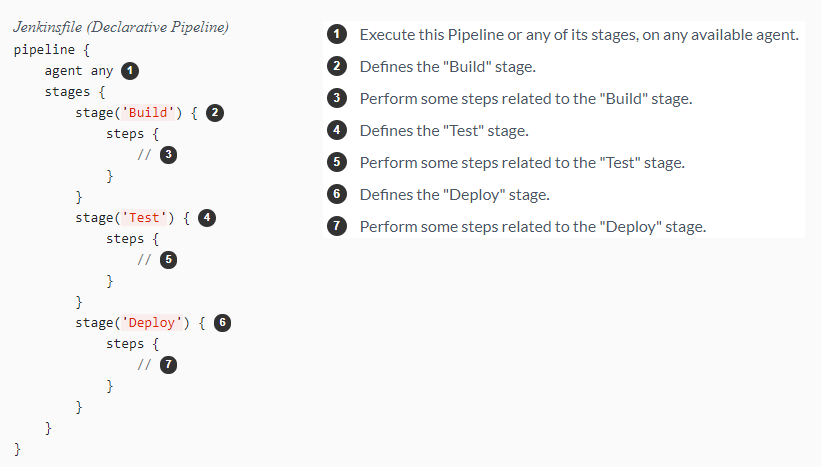 Jenkinsfile (Declarative Pipeline)
pipeline {
    agent any 1
    stages {
        stage('Build') { 2
            steps {
                // 3
            }
        }
        stage('Test') { 4
            steps {
                // 5
            }
        }
        stage('Deploy') { 6
            steps {
                // 7
            }
        }
    }
}
1 Execute this Pipeline or any of its stages, on any available agent.
2 Defines the "Build" stage.
3 Perform some steps related to the "Build" stage.
4 Defines the "Test" stage.
5 Perform some steps related to the "Test" stage.
6 Defines the "Deploy" stage.
7 Perform some steps related to the "Deploy" stage.